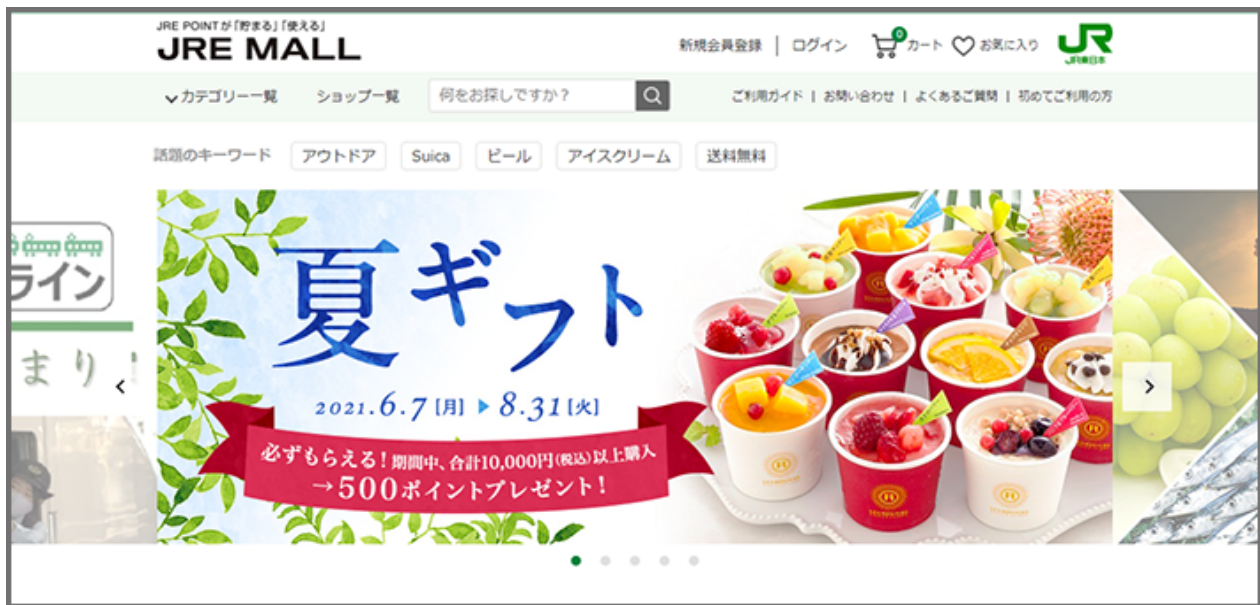 JRE POINTが「貯まる」「使える」
JRE MALL
新規会員登録 | ログイン 0 カート お気に入り JR
JR東日本
カテゴリー一覧 ショップ一覧 何をお探しですか? ご利用ガイド | お問い合わせ | よくあるご質問 | 初めてご利用の方
話題のキーワード アウトドア Suica ビール アイスクリーム 送料無料
ライン
まり
夏ギフト
2021.6.7[月]▶8.31[火]
必ずもらえる!期間中、合計10,000円(税込)以上購入
→500ポイントプレゼント!